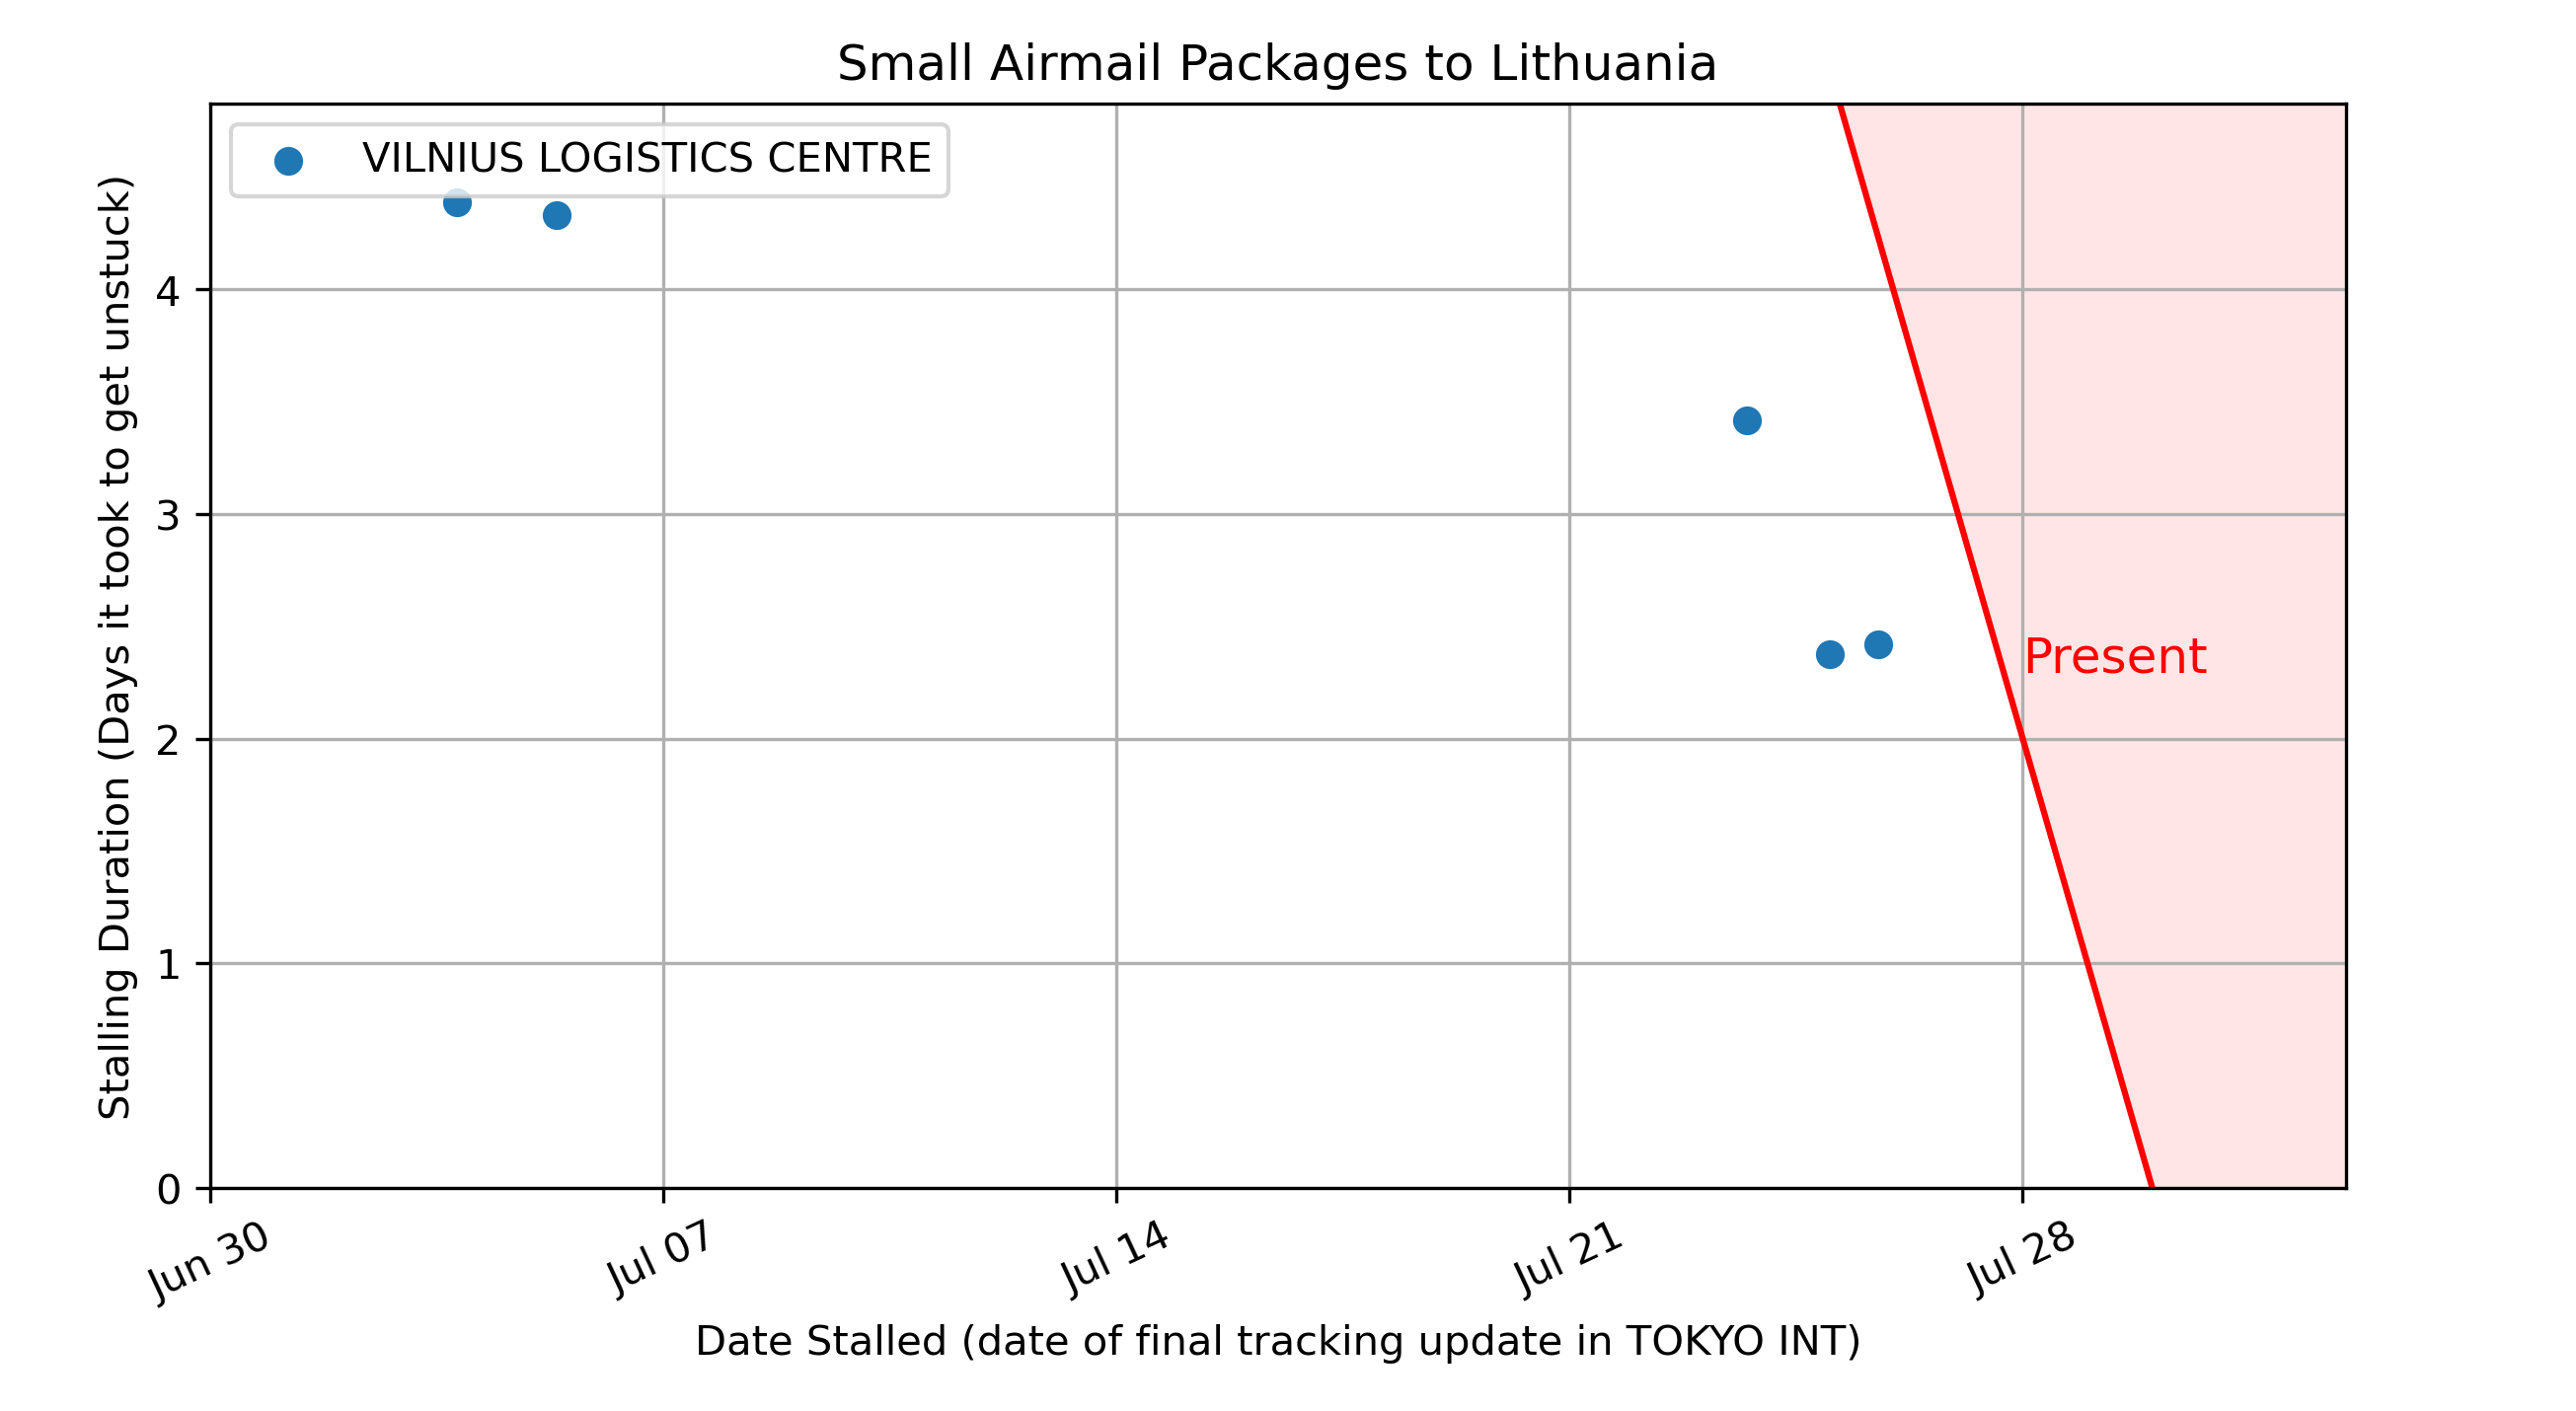 Small Airmail Packages to Lithuania
VILNIUS LOGISTICS CENTRE
Stalling Duration (Days it took to get unstuck)
4
3
2
1
0
Present
Jun 30
Jul 07
Jul 14
Jul 21
Jul 28
Date Stalled (date of final tracking update in TOKYO INT)